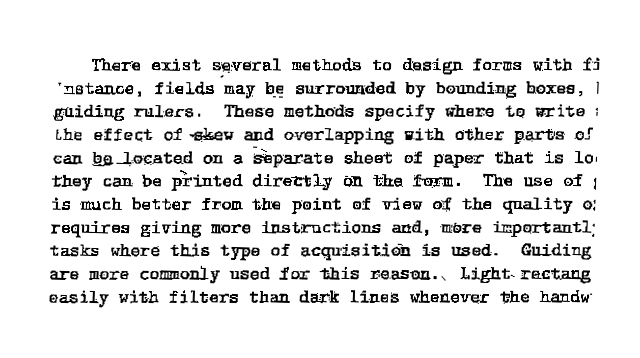 There exist several methods to design forms with fi
instance, fields may be surrounded by bounding boxes,
guiding rulers. These methods specify where to write
the effect of skew and overlapping with other parts of
can be located on a separate sheet of paper that is lo
they can be printed directly on the form. The use of
is much better from the point of view of the quality o
requires giving more instructions and, more importantly
tasks where this type of acquisition is used. Guiding
are more commonly used for this reason. Light rectang
easily with filters than dark lines whenever the handw